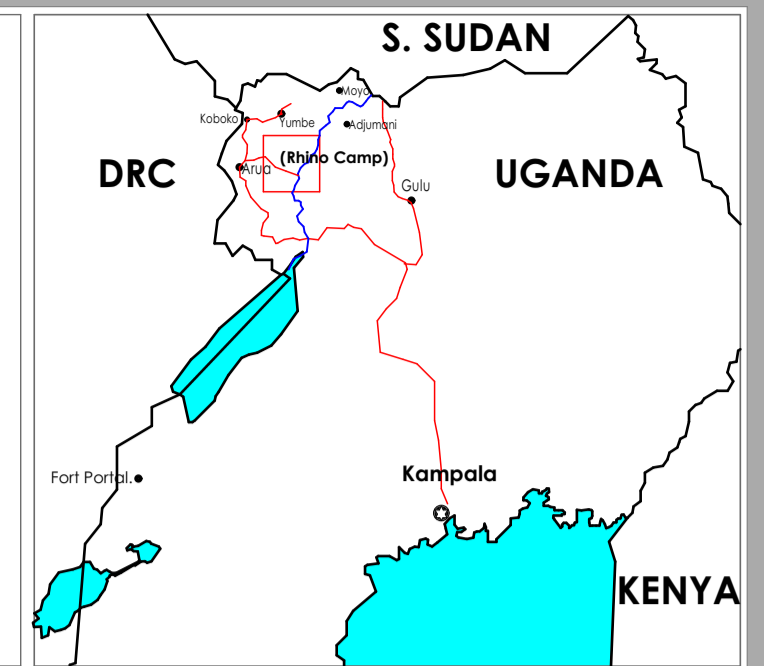 S. SUDAN
Moyo
Koboko
Yumbe
Adjumani
(Rhino Camp)
DRC
Arua
UGANDA
Gulu
Kampala
Fort Portal.
KENYA